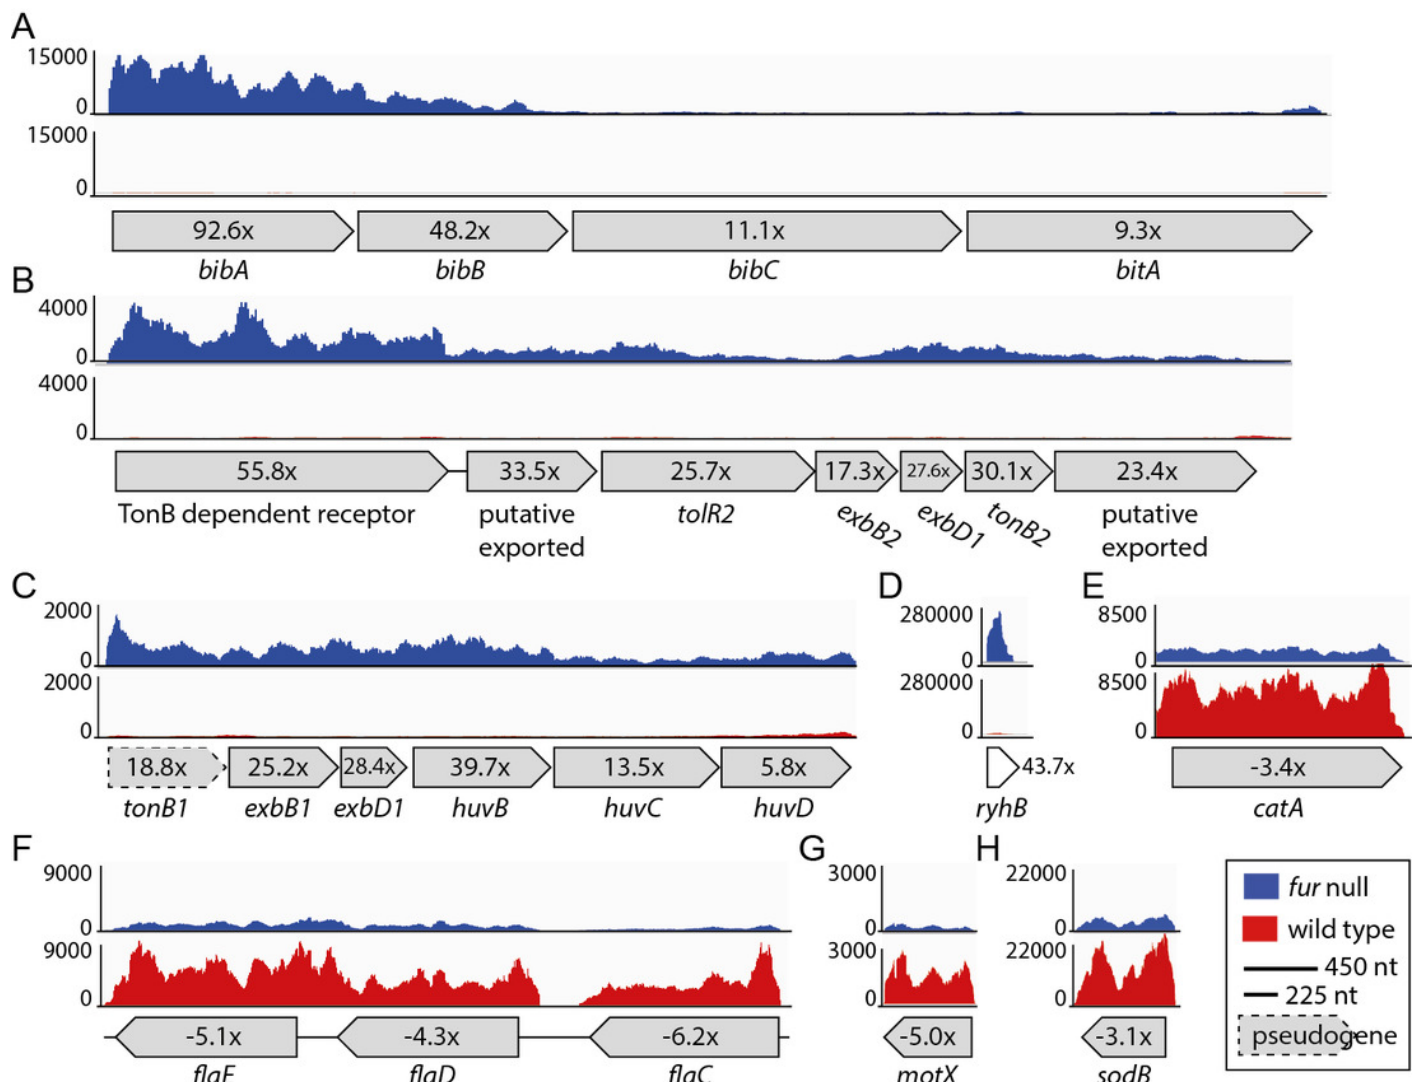 A
15000
0
15000
0
92.6x 48.2x 11.1x 9.3x
bibA bibB bibC bitA
B
4000
0
4000
0
55.8x 33.5x 25.7x 17.3x 27.6x 30.1x 23.4x
TonB dependent receptor putative exported tolR2 exbB2 exbD1 tonB2 putative exported
C
2000
0
2000
0
18.8x 25.2x 28.4x 39.7x 13.5x 5.8x
tonB1 exbB1 exbD1 huvB huvC huvD
D
280000
0
280000
0
43.7x
ryhB
E
8500
0
8500
0
-3.4x
catA
F
9000
0
9000
0
-5.1x -4.3x -6.2x
flaE flaD flaC
G
3000
0
3000
0
-5.0x
motX
H
22000
0
22000
0
-3.1x
sodB
fur null
wild type
450 nt
225 nt
pseudogene